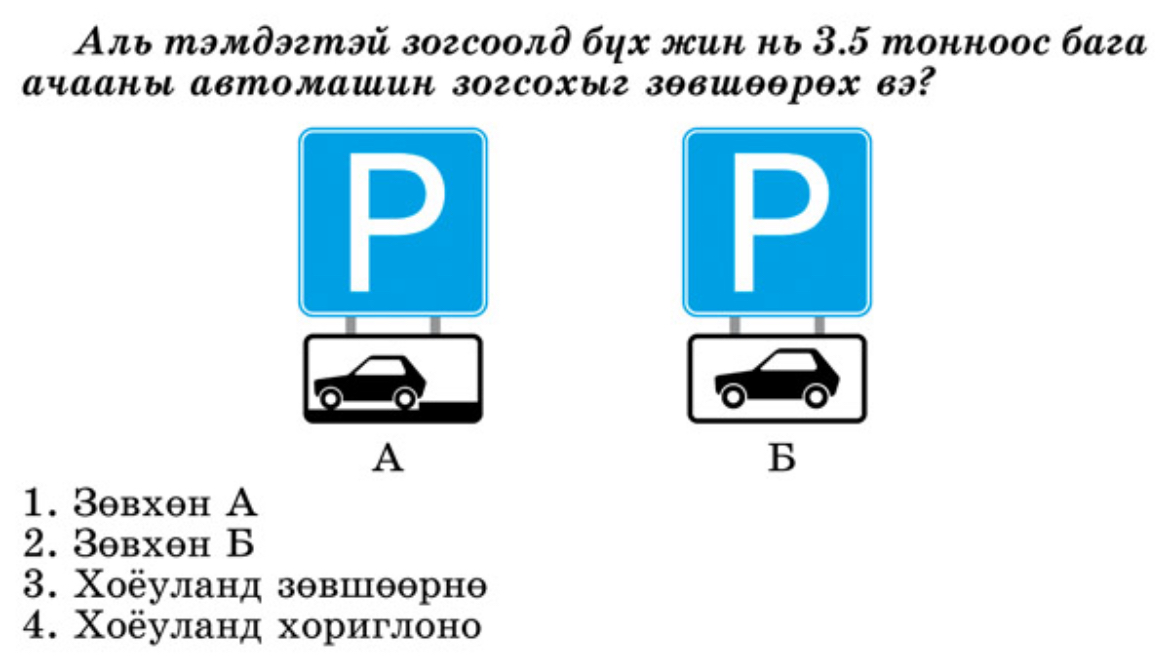 Аль тэмдэгтэй зогсоолд бүх жин нь 3.5 тонноос бага
ачааны автомашин зогсохыг зөвшөөрөх вэ?
P P
А Б
1. Зөвхөн А
2. Зөвхөн Б
3. Хоёуланд зөвшөөрнө
4. Хоёуланд хориглоно